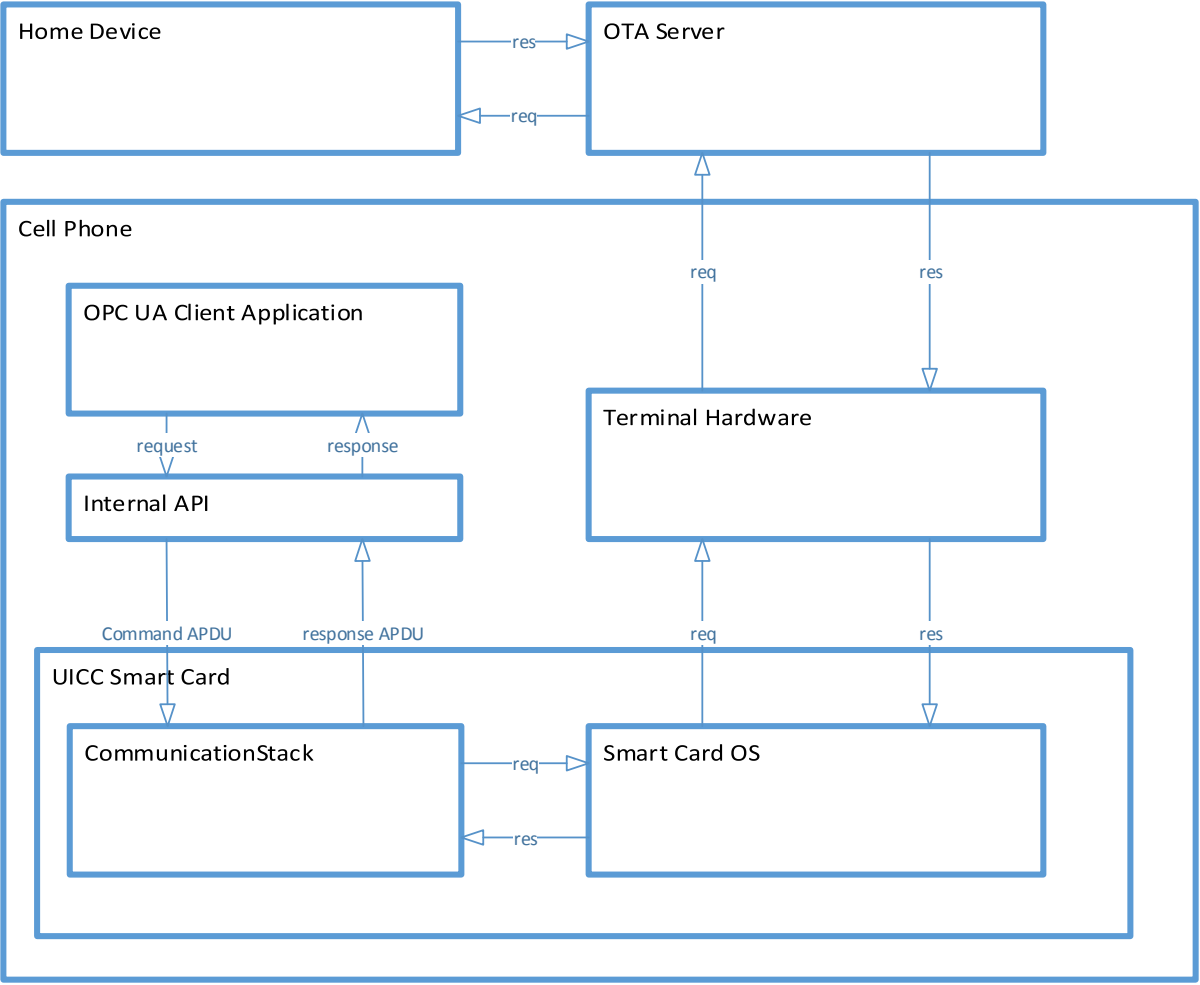 Home Device
OTA Server
res
req
Cell Phone
req
res
OPC UA Client Application
Terminal Hardware
request
response
Internal API
Command APDU
response APDU
req
res
UICC Smart Card
CommunicationStack
Smart Card OS
req
res